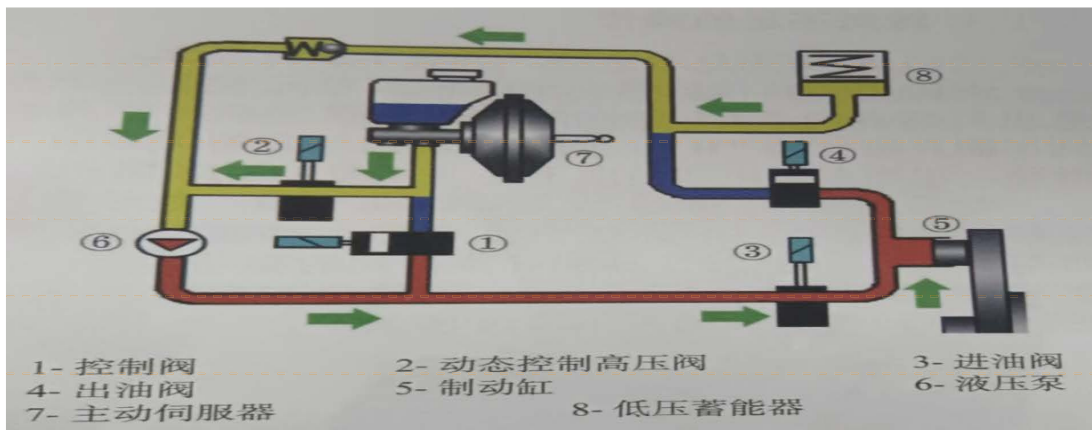 ⑧
②
⑦
④
⑥
①
③
⑤
1- 控制阀 2- 动态控制高压阀 3- 进油阀
4- 出油阀 5- 制动缸 6- 液压泵
7- 主动伺服器 8- 低压蓄能器